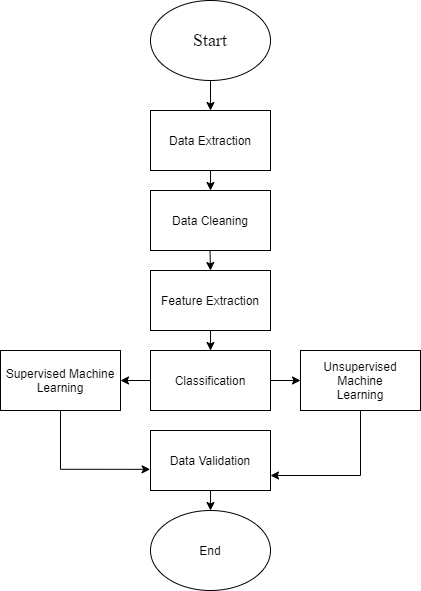 Start
Data Extraction
Data Cleaning
Feature Extraction
Supervised Machine
Learning
Classification
Unsupervised
Machine
Learning
Data Validation
End